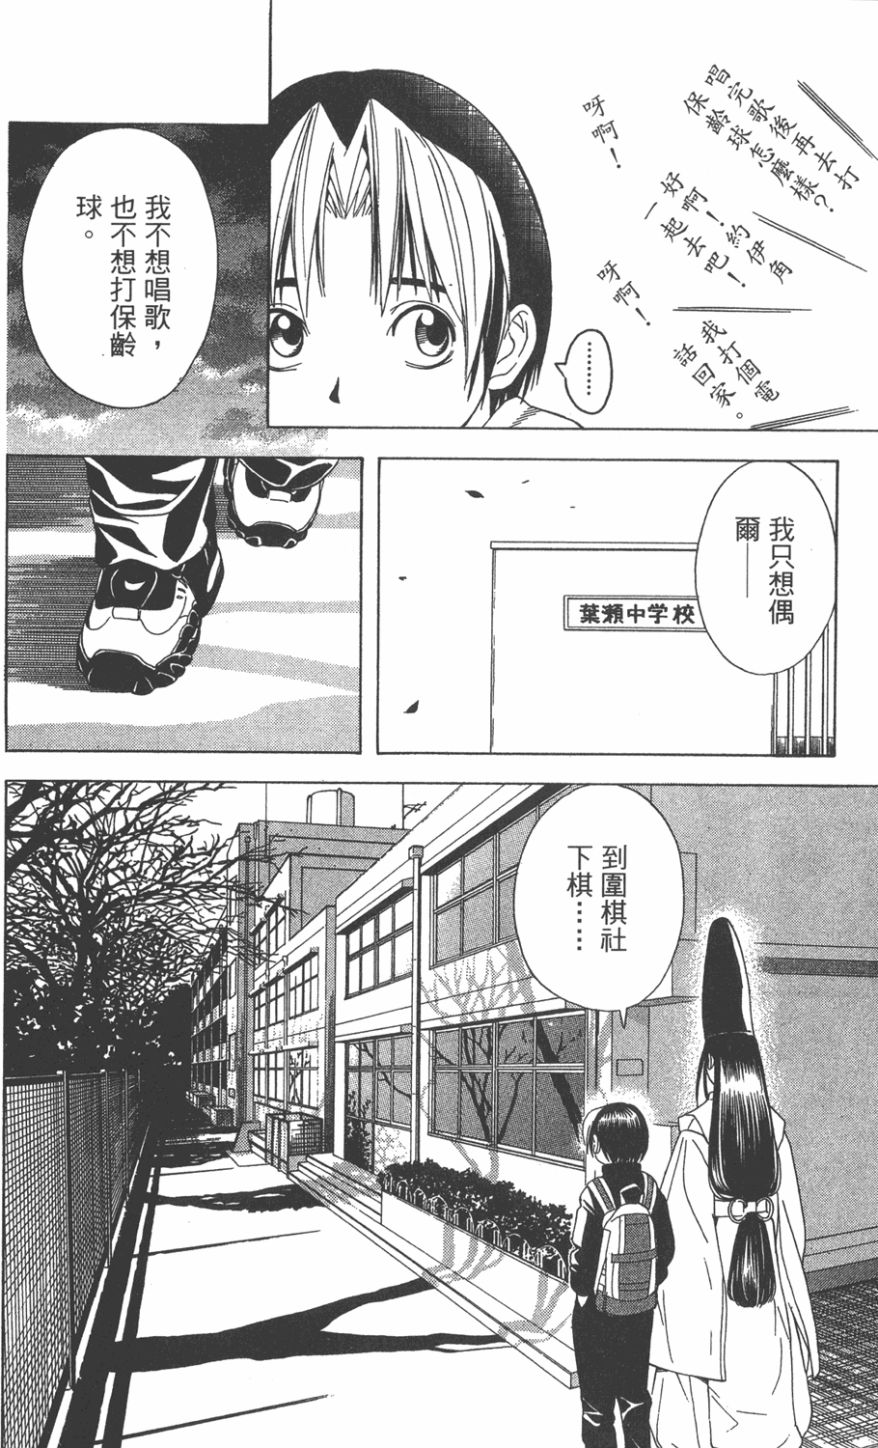 唱完歌後再去打
保齡球怎麼樣?
呀啊!
好啊!約伊角
一起去吧!
呀啊!
我打個電
話回家。
………
我不想唱歌,
也不想打保齡
球。
我只想偶
爾——
葉瀨中学校
到圍棋社
下棋……